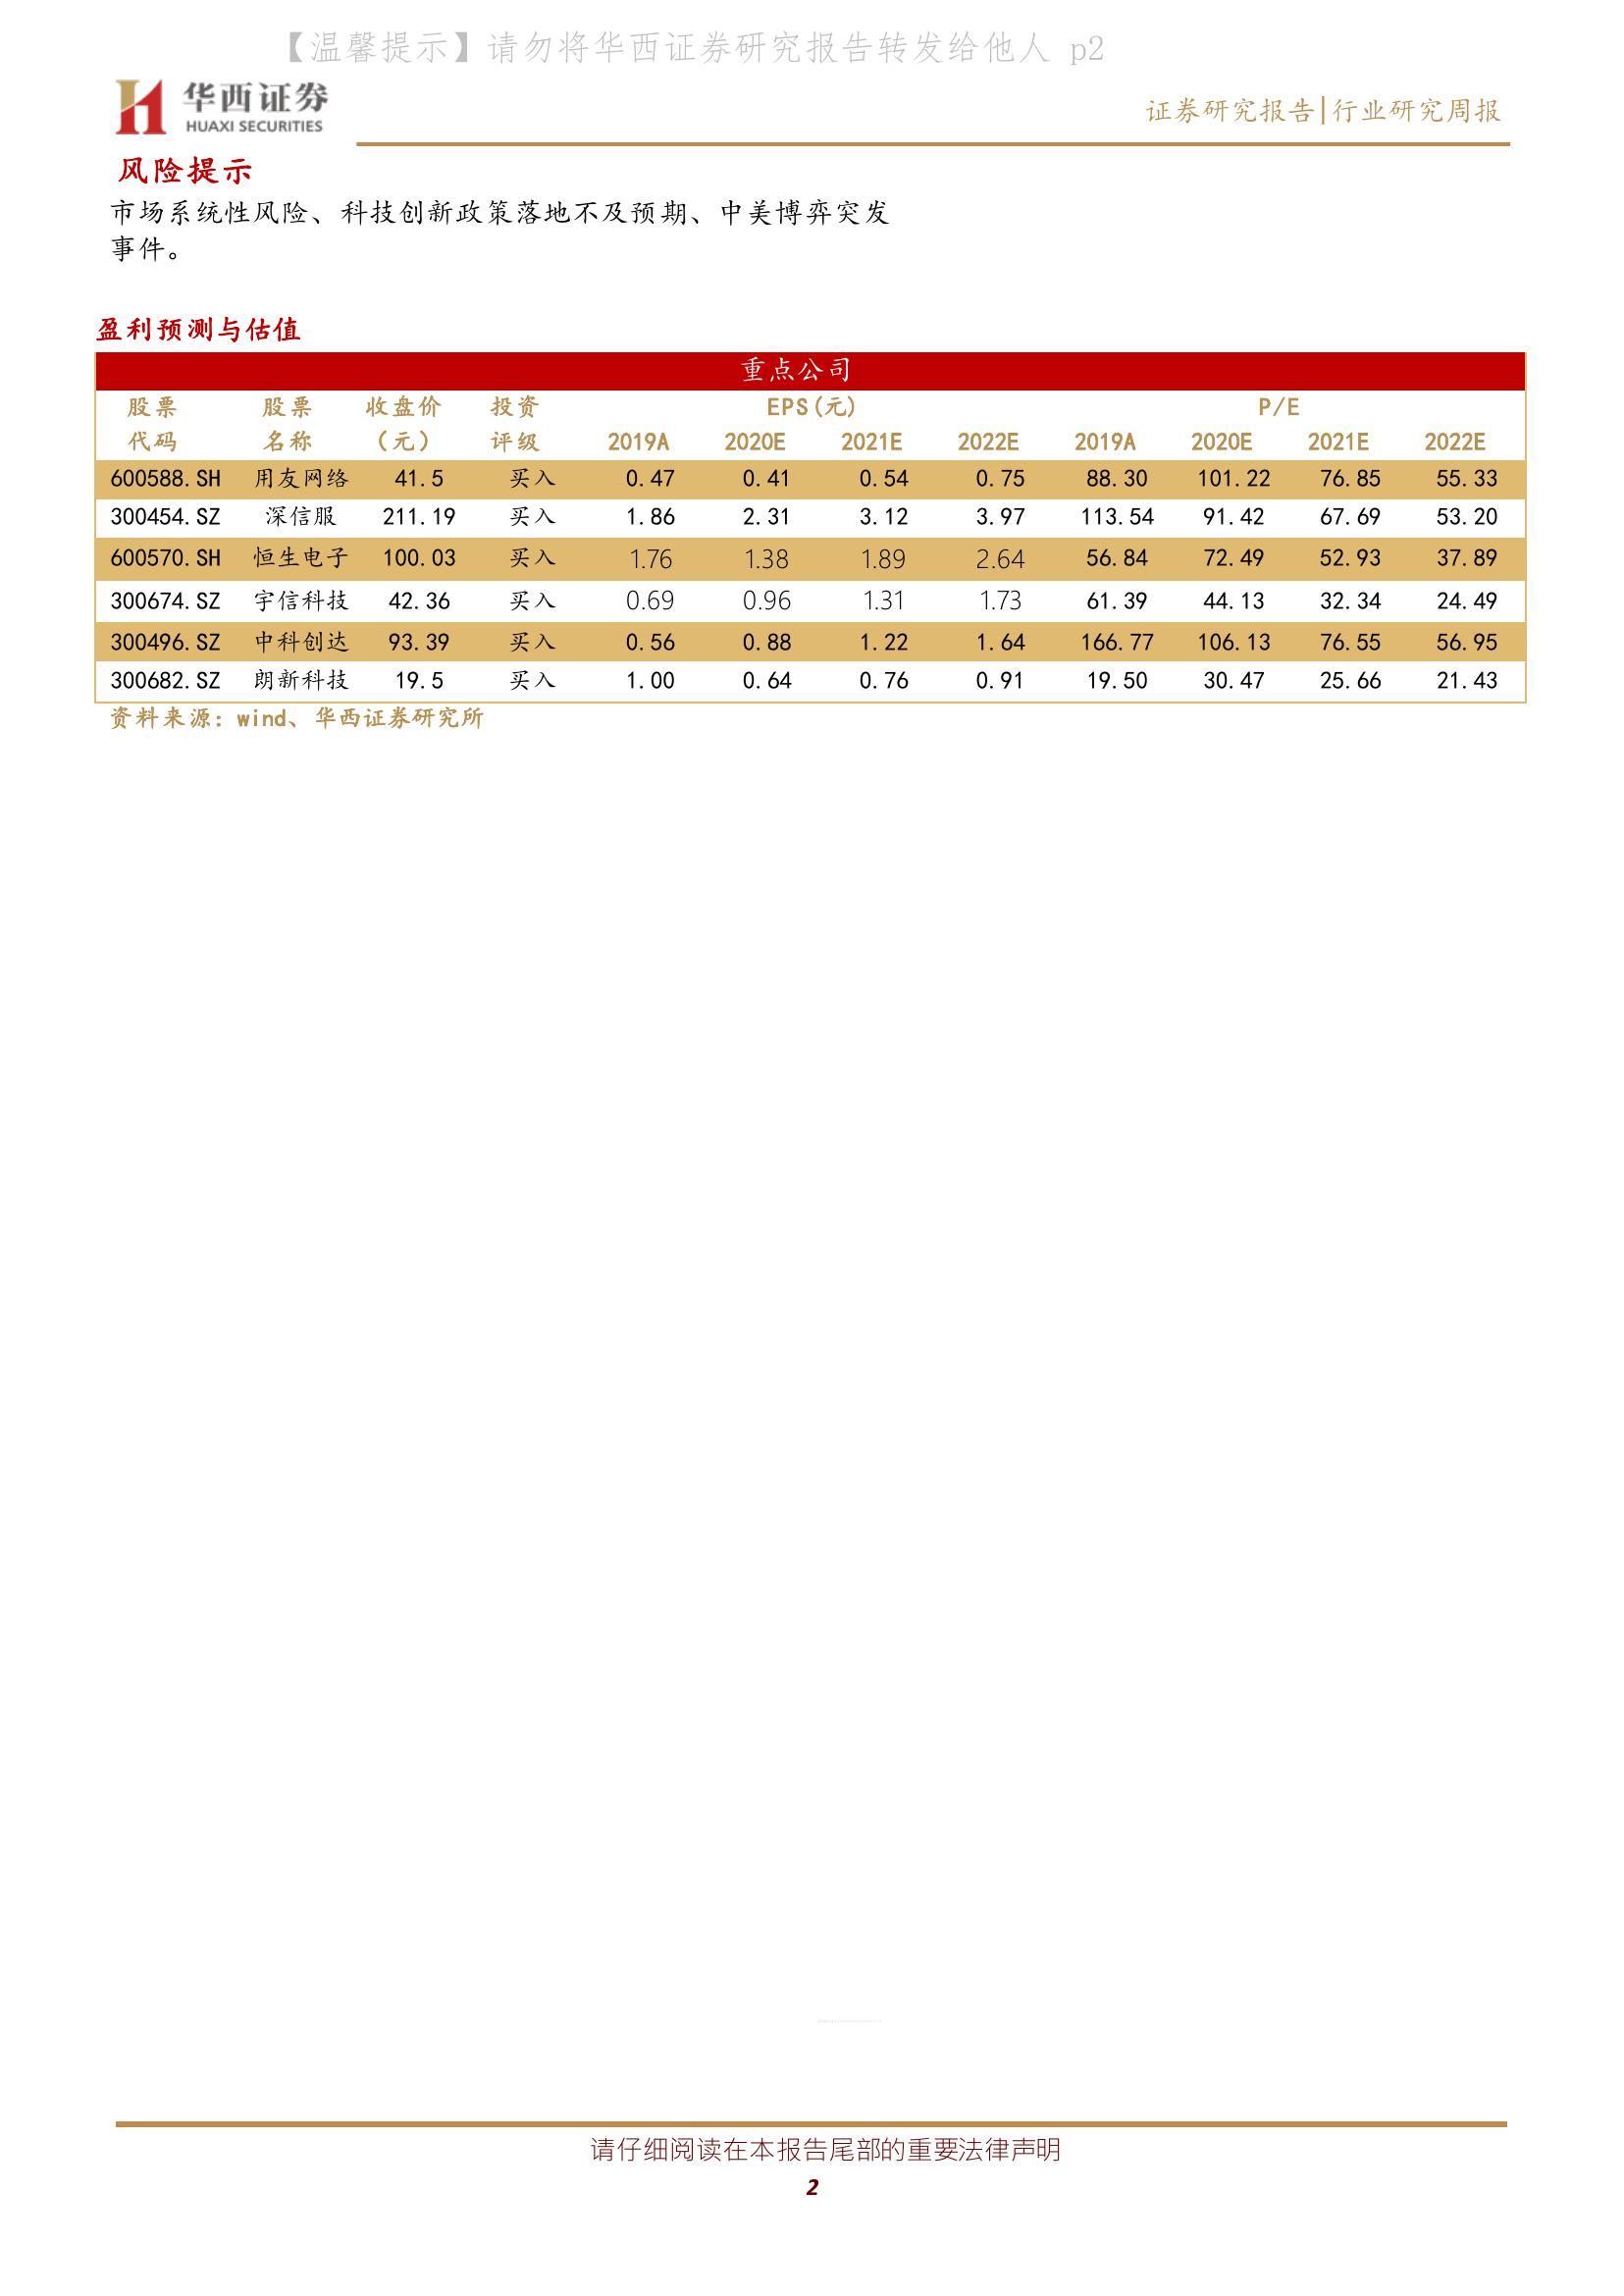 【温馨提示】请勿将华西证券研究报告转发给他人 p2
华西证券
HUAXI SECURITIES
证券研究报告|行业研究周报
风险提示
市场系统性风险、科技创新政策落地不及预期、中美博弈突发
事件。
盈利预测与估值
重点公司
股票 股票 收盘价 投资 EPS(元) P/E
代码 名称 (元) 评级 2019A 2020E 2021E 2022E 2019A 2020E 2021E 2022E
600588.SH 用友网络 41.5 买入 0.47 0.41 0.54 0.75 88.30 101.22 76.85 55.33
300454.SZ 深信服 211.19 买入 1.86 2.31 3.12 3.97 113.54 91.42 67.69 53.20
600570.SH 恒生电子 100.03 买入 1.76 1.38 1.89 2.64 56.84 72.49 52.93 37.89
300674.SZ 宇信科技 42.36 买入 0.69 0.96 1.31 1.73 61.39 44.13 32.34 24.49
300496.SZ 中科创达 93.39 买入 0.56 0.88 1.22 1.64 166.77 106.13 76.55 56.95
300682.SZ 朗新科技 19.5 买入 1.00 0.64 0.76 0.91 19.50 30.47 25.66 21.43
资料来源: wind、华西证券研究所
请仔细阅读在本报告尾部的重要法律声明
2